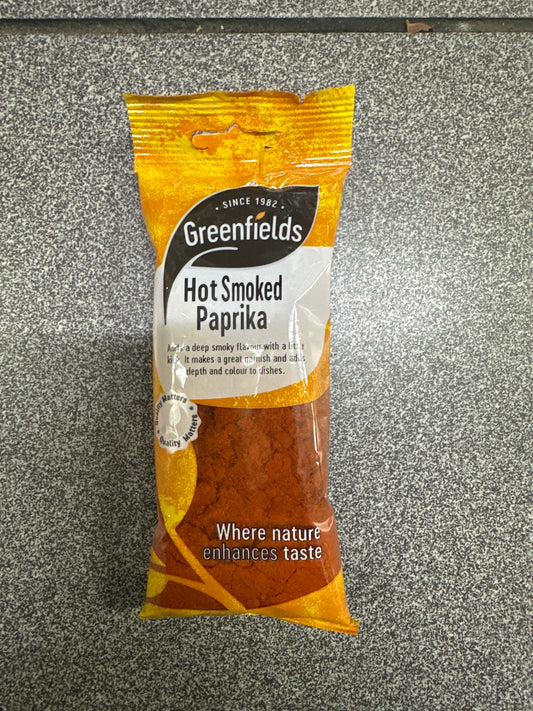 · SINCE 1982 ·
Greenfields
Hot Smoked
Paprika
a deep smoky flavour with a little
It makes a great garnish and adds
depth and colour to dishes.
Matters
Quality Matters
Where nature
enhances taste